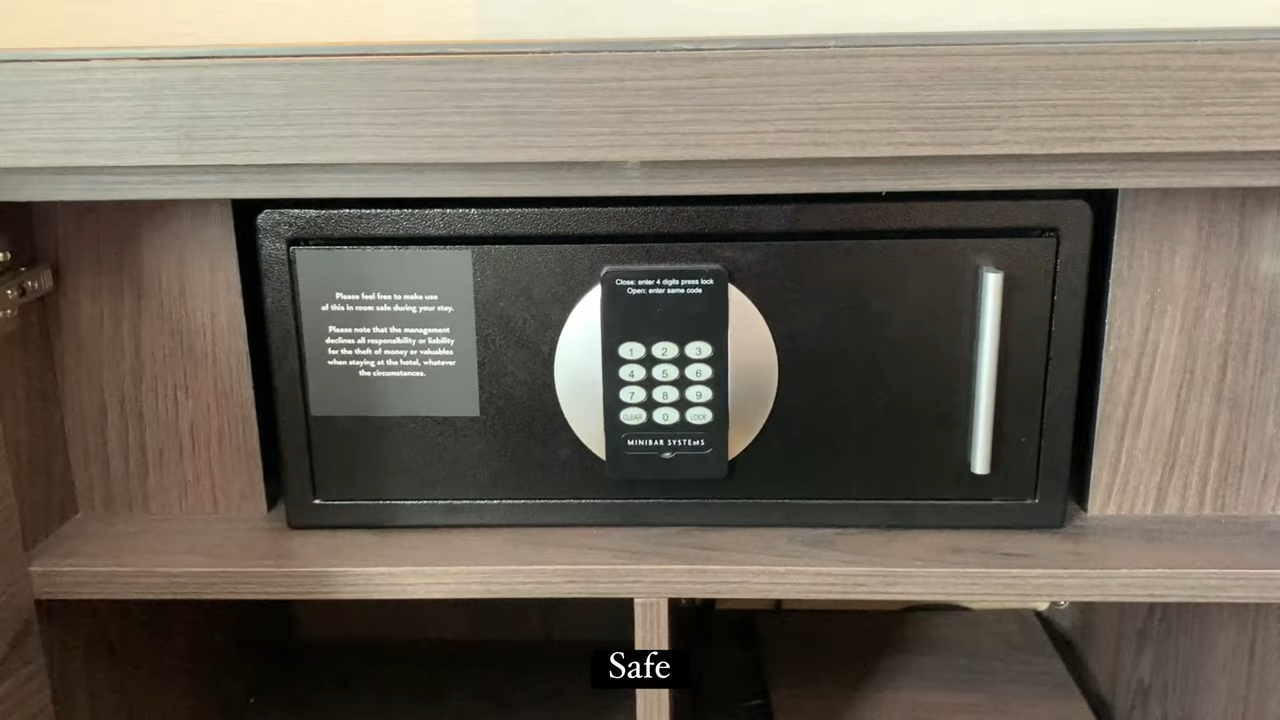 Please feel free to make use
of this in room safe during your stay.
Please note that the management
declines all responsibility or liability
for the theft of money or valuables
when staying at the hotel, whatever
the circumstances.
Close: enter 4 digits press lock
Open: enter same code
1 2 3
4 5 6
7 8 9
CLEAR 0 LOCK
MINIBAR SYSTEMS
Safe